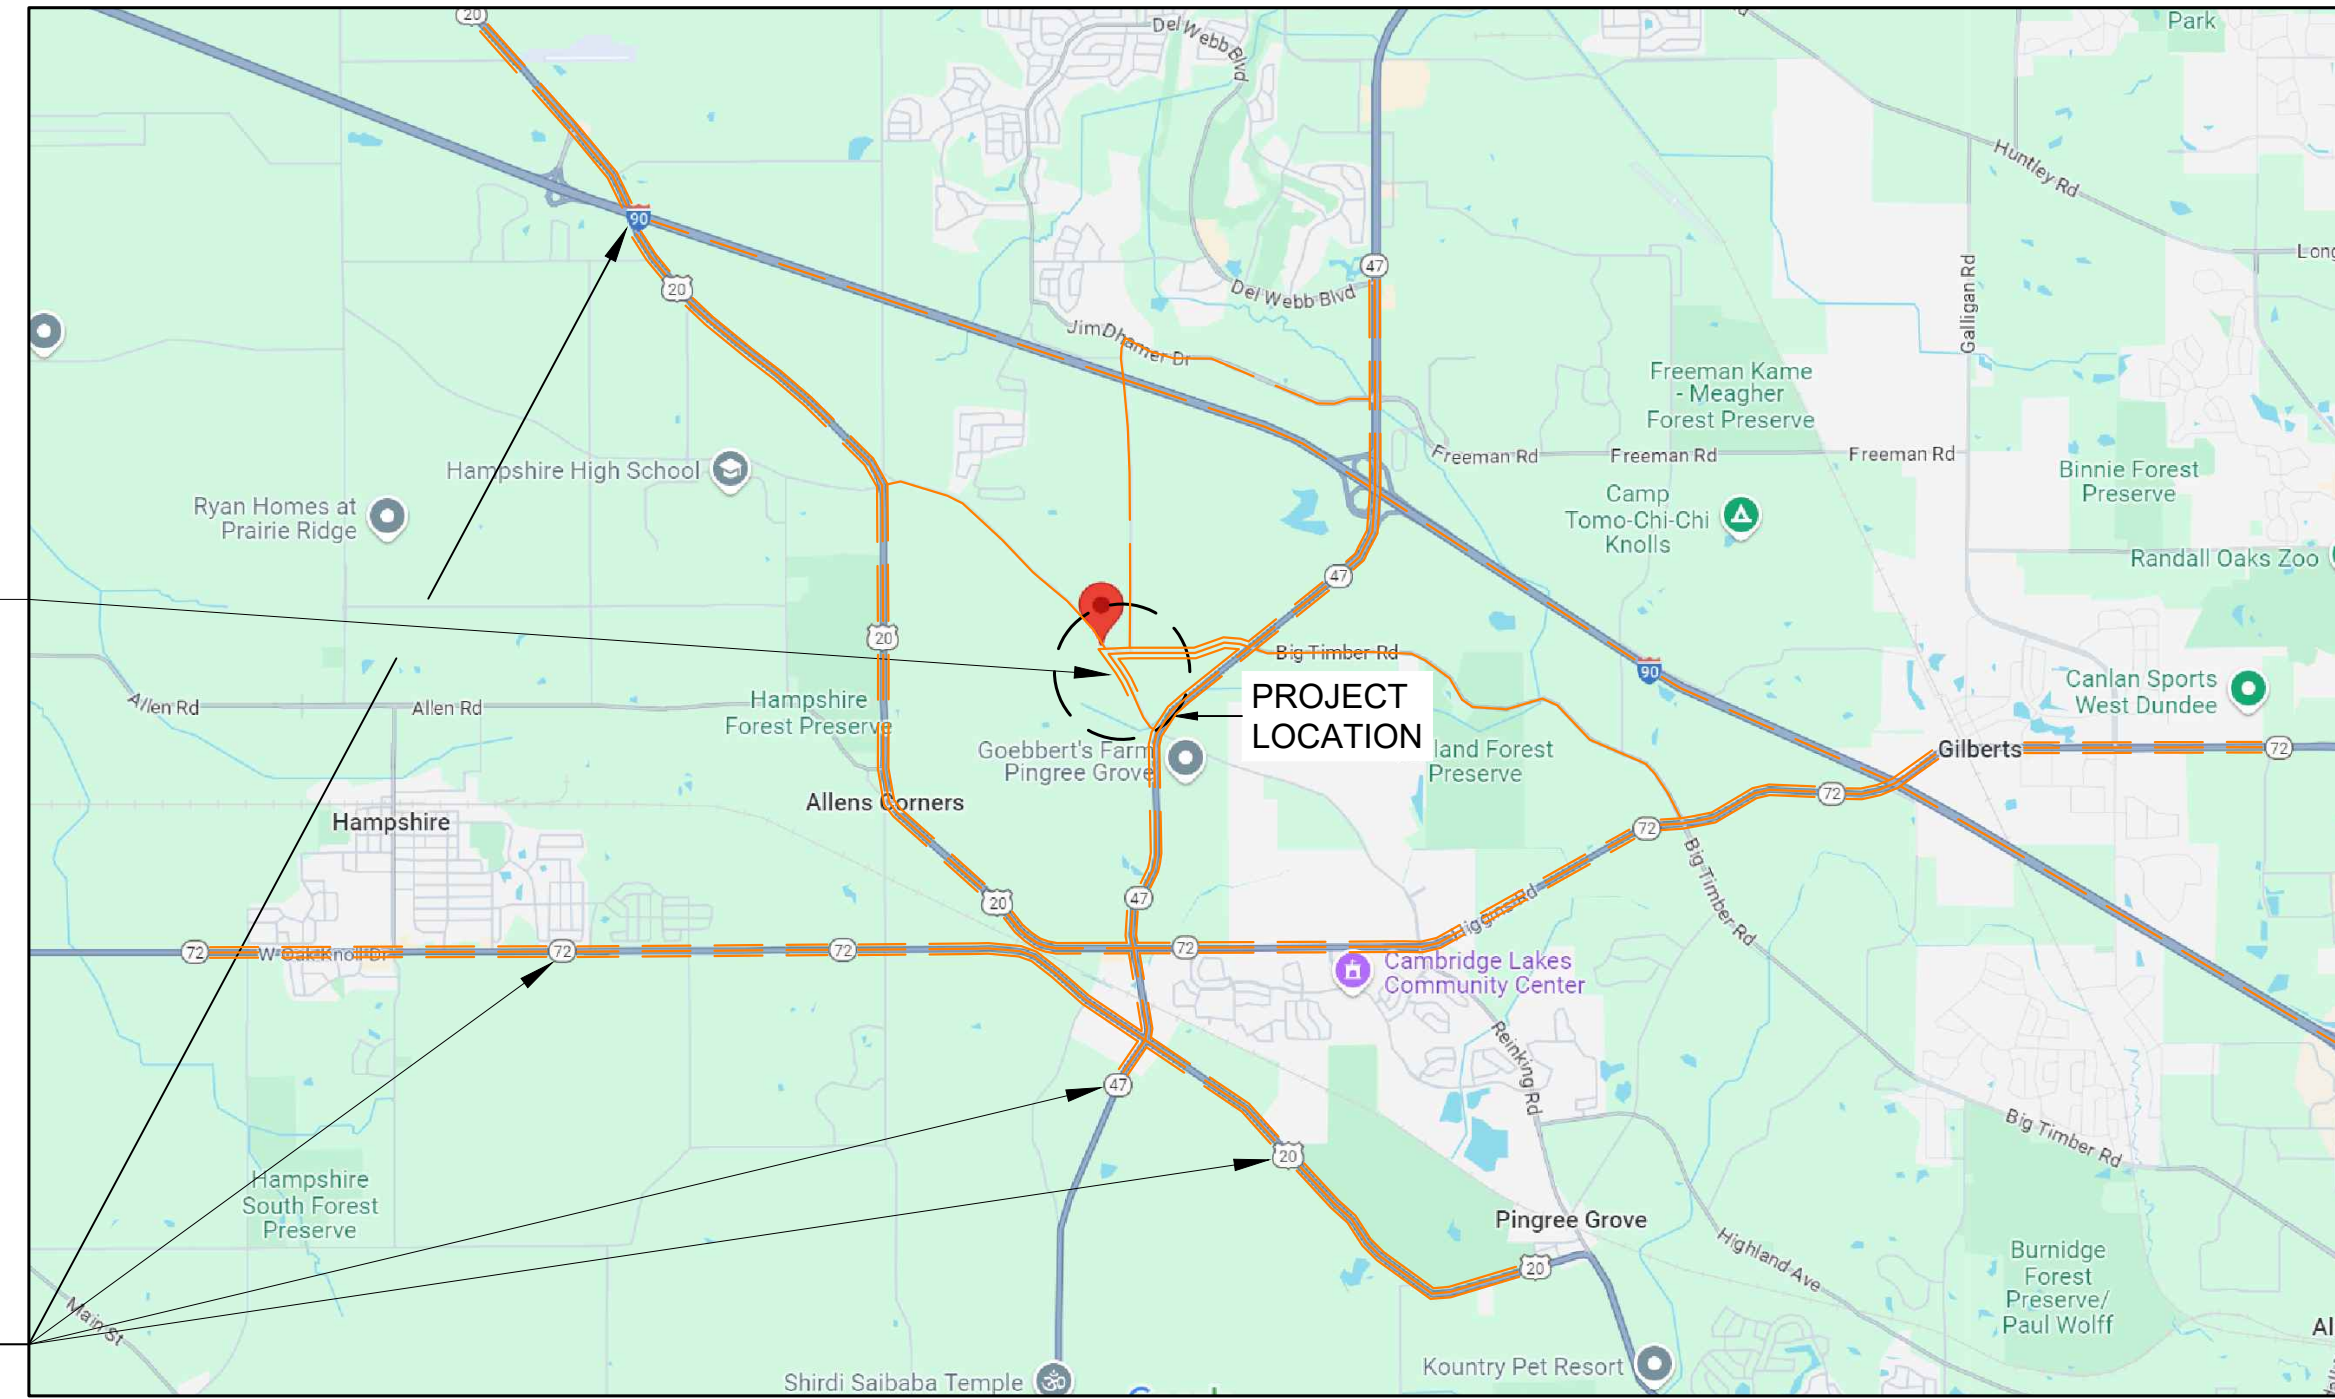 20
Del Webb Blvd
Park
Huntley Rd
90
Galligan Rd
47
20
Del Webb Blvd
Jim Dhamer Dr
Freeman Kame
- Meagher
Forest Preserve
Hampshire High School
Freeman Rd
Freeman Rd
Freeman Rd
Binnie Forest
Preserve
Ryan Homes at
Prairie Ridge
Camp
Tomo-Chi-Chi
Knolls
Randall Oaks Zoo
47
20
Big Timber Rd
90
Canlan Sports
West Dundee
Allen Rd
Allen Rd
Hampshire
Forest Preserve
PROJECT
LOCATION
Goebbert's Farm
Pingree Grove
land Forest
Preserve
Gilberts
72
72
Allens Corners
Hampshire
72
Big Timber Rd
20
47
Higgins Rd
72
W Oak Knoll Dr
72
72
72
Cambridge Lakes
Community Center
Reinking Rd
47
Big Timber Rd
20
Hampshire
South Forest
Preserve
Pingree Grove
Highland Ave
20
Burnidge
Forest
Preserve/
Paul Wolff
Main St
Kountry Pet Resort
Shirdi Saibaba Temple